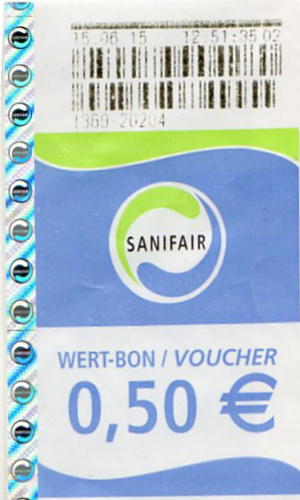 15 06 15 12 51:35 02
1369-20204
SANIFAIR
WERT-BON / VOUCHER
0,50 €